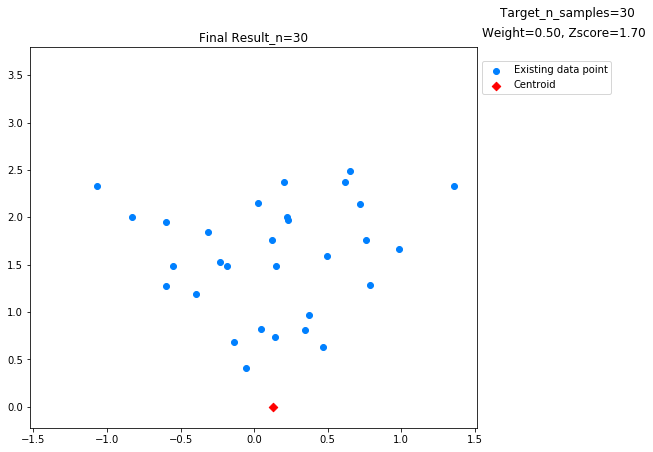 Target_n_samples=30
Weight=0.50, Zscore=1.70
Final Result_n=30
Existing data point
Centroid
3.5
3.0
2.5
2.0
1.5
1.0
0.5
0.0
−1.5 −1.0 −0.5 0.0 0.5 1.0 1.5